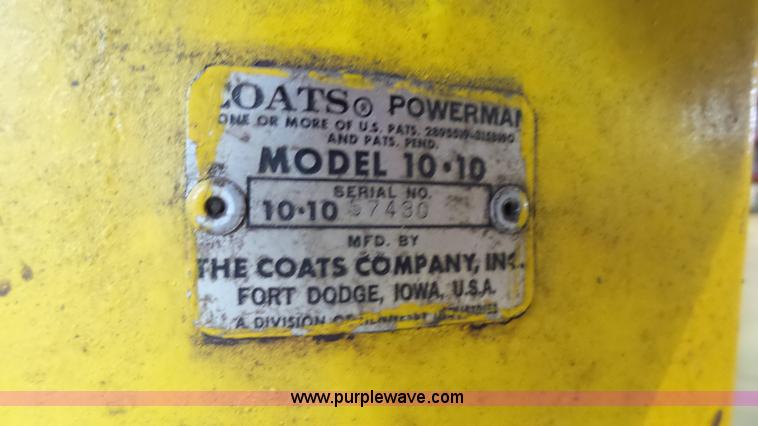 COATS® POWERMAN
ONE OR MORE OF U.S. PATS.
AND PATS. PEND.
MODEL 10·10
SERIAL NO.
10·10 57430
MFD. BY
THE COATS COMPANY, INC.
FORT DODGE, IOWA, U.S.A.
A DIVISION OF
www.purplewave.com